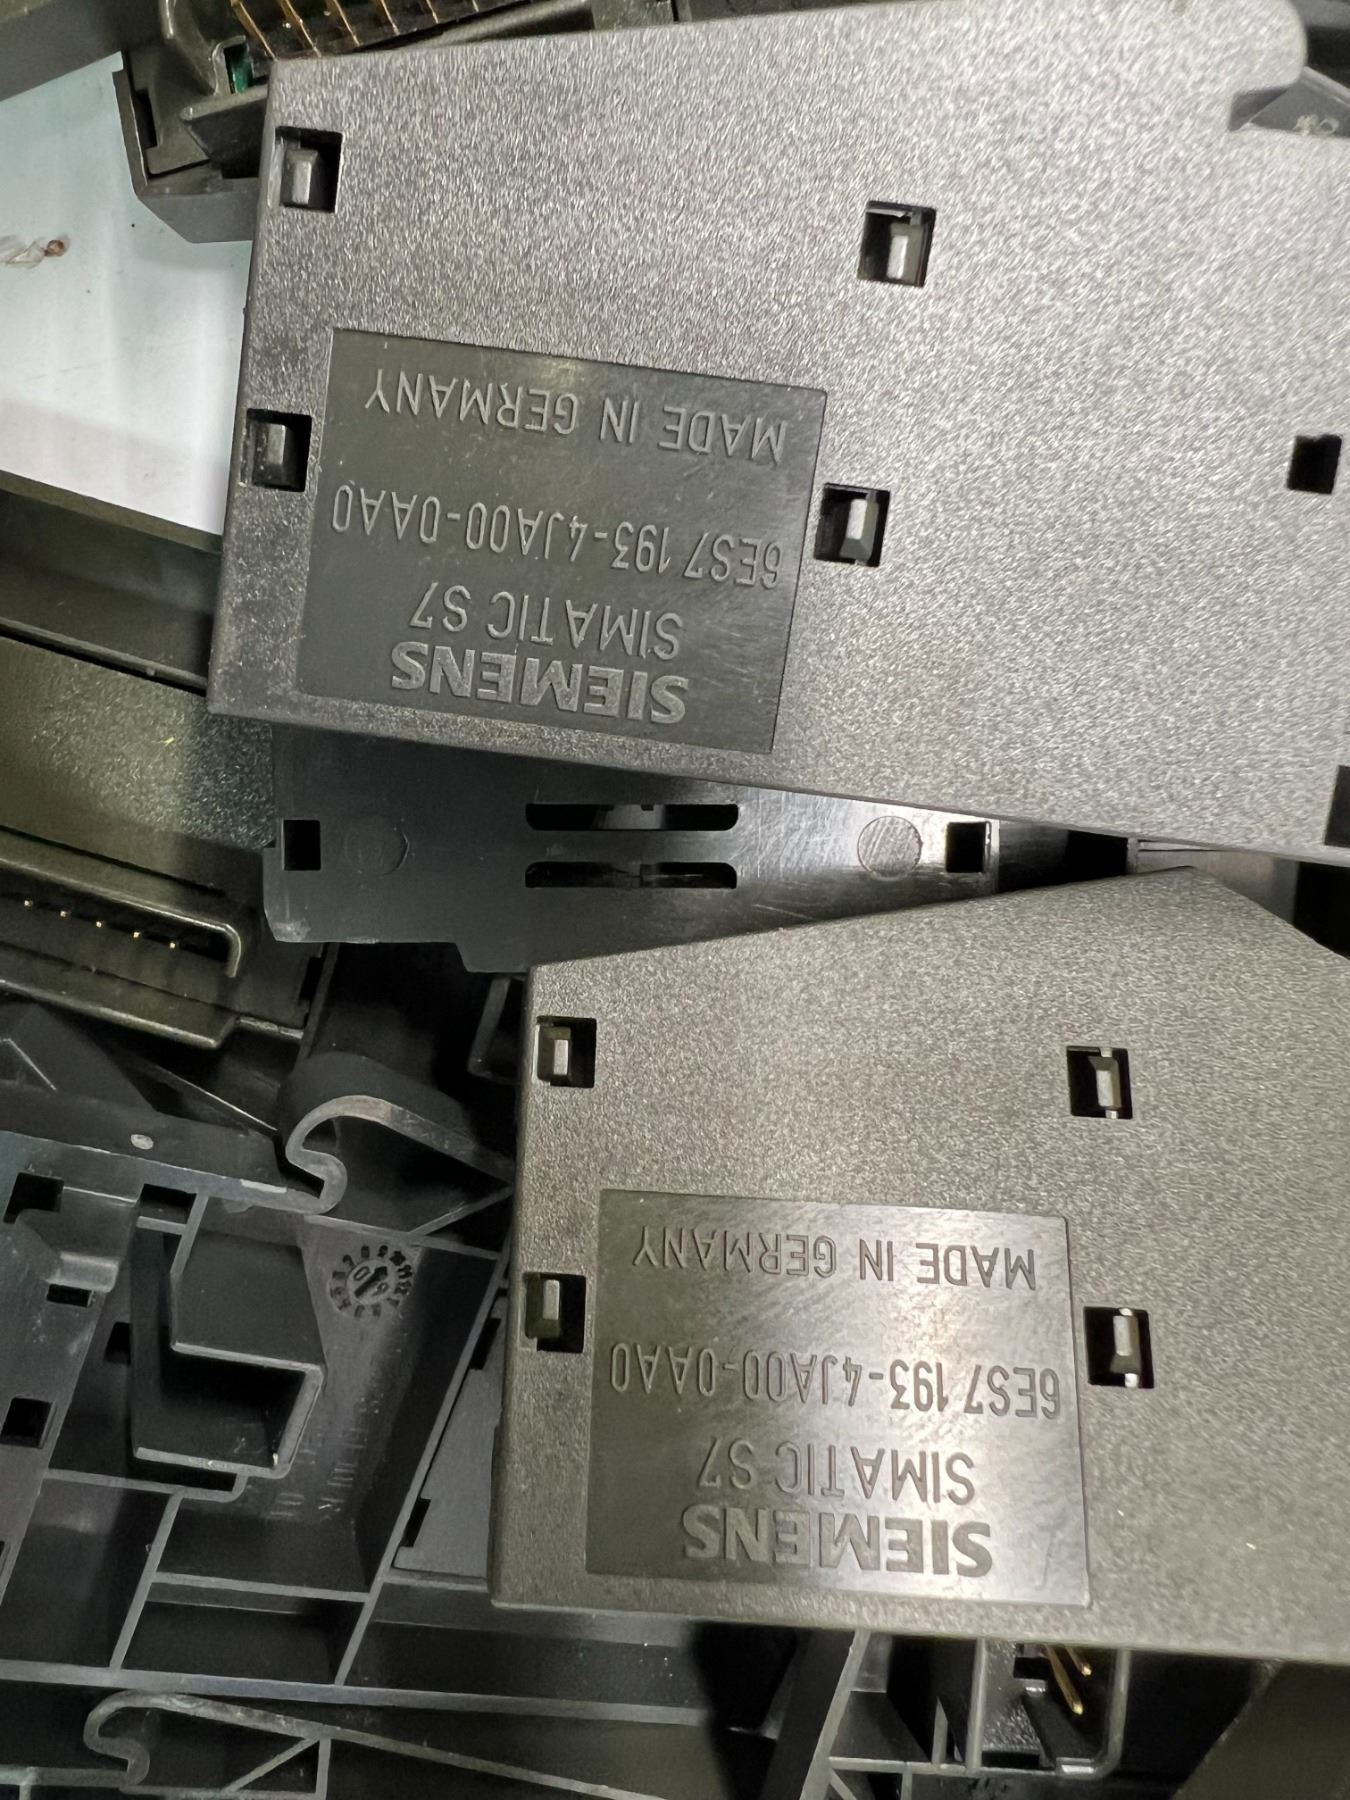 SIEMENS
SIMATIC S7
6ES7 193-4JA00-0AA0
MADE IN GERMANY
SIEMENS
SIMATIC S7
6ES7 193-4JA00-0AA0
MADE IN GERMANY